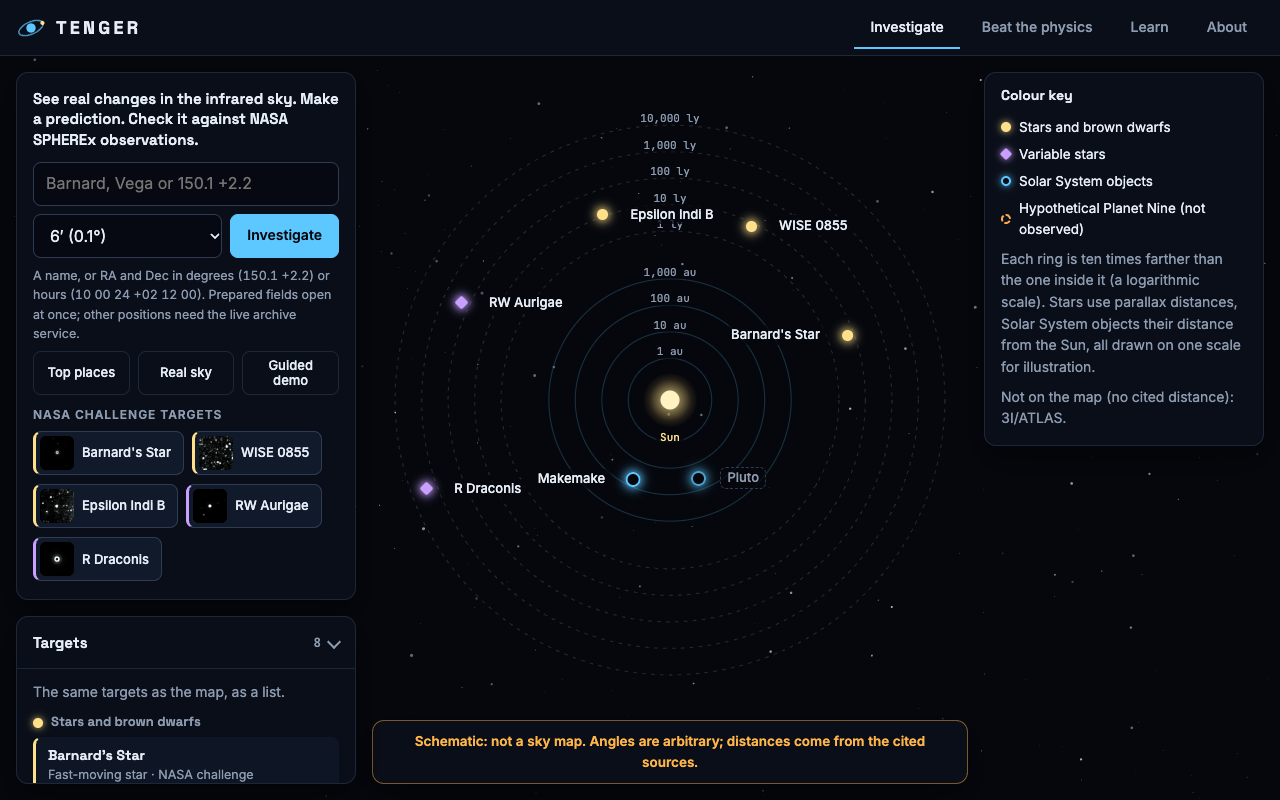 TENGER
Investigate
Beat the physics
Learn
About
See real changes in the infrared sky. Make
a prediction. Check it against NASA
SPHEREx observations.
Barnard, Vega or 150.1 +2.2
6′ (0.1°)
Investigate
A name, or RA and Dec in degrees (150.1 +2.2) or
hours (10 00 24 +02 12 00). Prepared fields open
at once; other positions need the live archive
service.
Top places
Real sky
Guided
demo
NASA CHALLENGE TARGETS
Barnard's Star
WISE 0855
Epsilon Indi B
RW Aurigae
R Draconis
Targets
8
The same targets as the map, as a list.
Stars and brown dwarfs
Barnard's Star
Fast-moving star · NASA challenge
10,000 ly
1,000 ly
100 ly
10 ly
Epsilon Indi B
WISE 0855
1 ly
1,000 au
RW Aurigae
100 au
10 au
Barnard's Star
1 au
Sun
Makemake
Pluto
R Draconis
Schematic: not a sky map. Angles are arbitrary; distances come from the cited
sources.
Colour key
Stars and brown dwarfs
Variable stars
Solar System objects
Hypothetical Planet Nine (not
observed)
Each ring is ten times farther than
the one inside it (a logarithmic
scale). Stars use parallax distances,
Solar System objects their distance
from the Sun, all drawn on one scale
for illustration.
Not on the map (no cited distance):
3I/ATLAS.